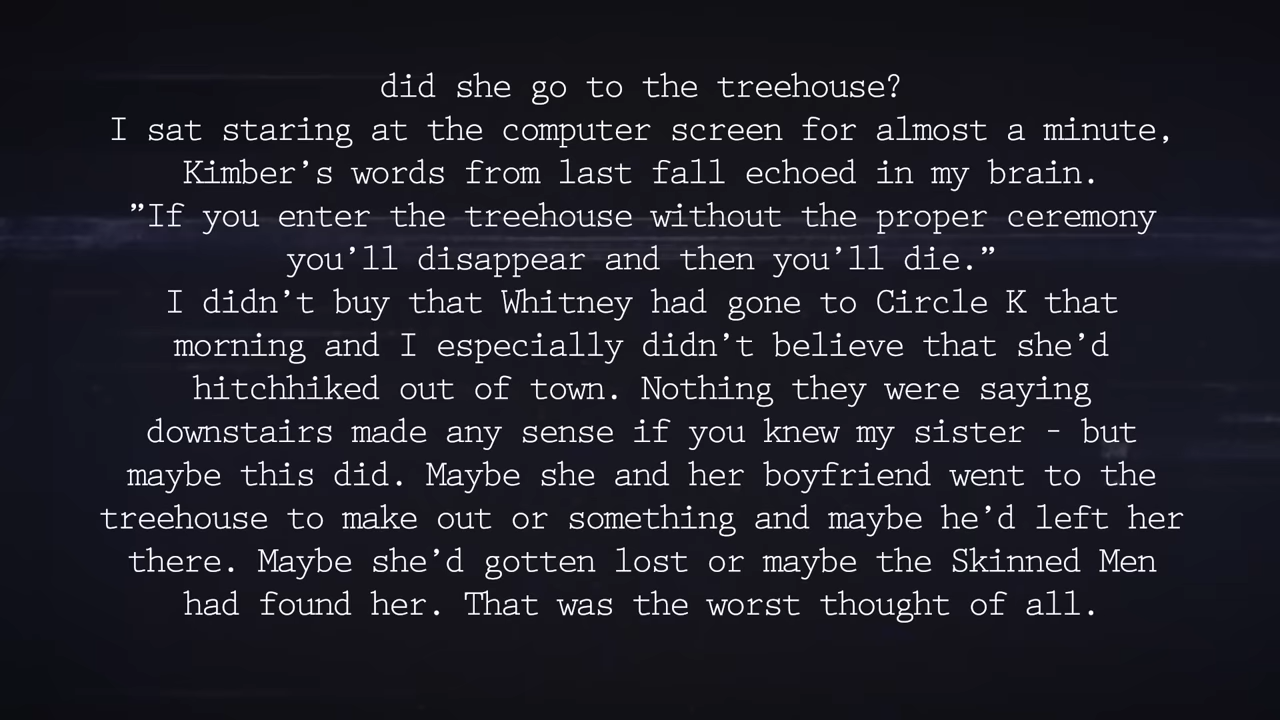 did she go to the treehouse?
I sat staring at the computer screen for almost a minute,
Kimber’s words from last fall echoed in my brain.
”If you enter the treehouse without the proper ceremony
you’ll disappear and then you’ll die.”
I didn’t buy that Whitney had gone to Circle K that
morning and I especially didn’t believe that she’d
hitchhiked out of town. Nothing they were saying
downstairs made any sense if you knew my sister - but
maybe this did. Maybe she and her boyfriend went to the
treehouse to make out or something and maybe he’d left her
there. Maybe she’d gotten lost or maybe the Skinned Men
had found her. That was the worst thought of all.